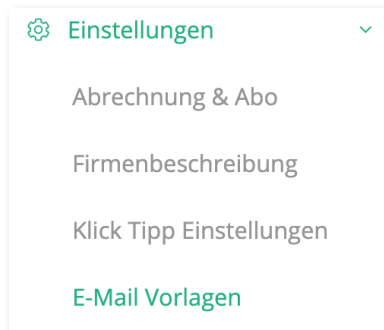 Einstellungen
Abrechnung & Abo
Firmenbeschreibung
Klick Tipp Einstellungen
E-Mail Vorlagen